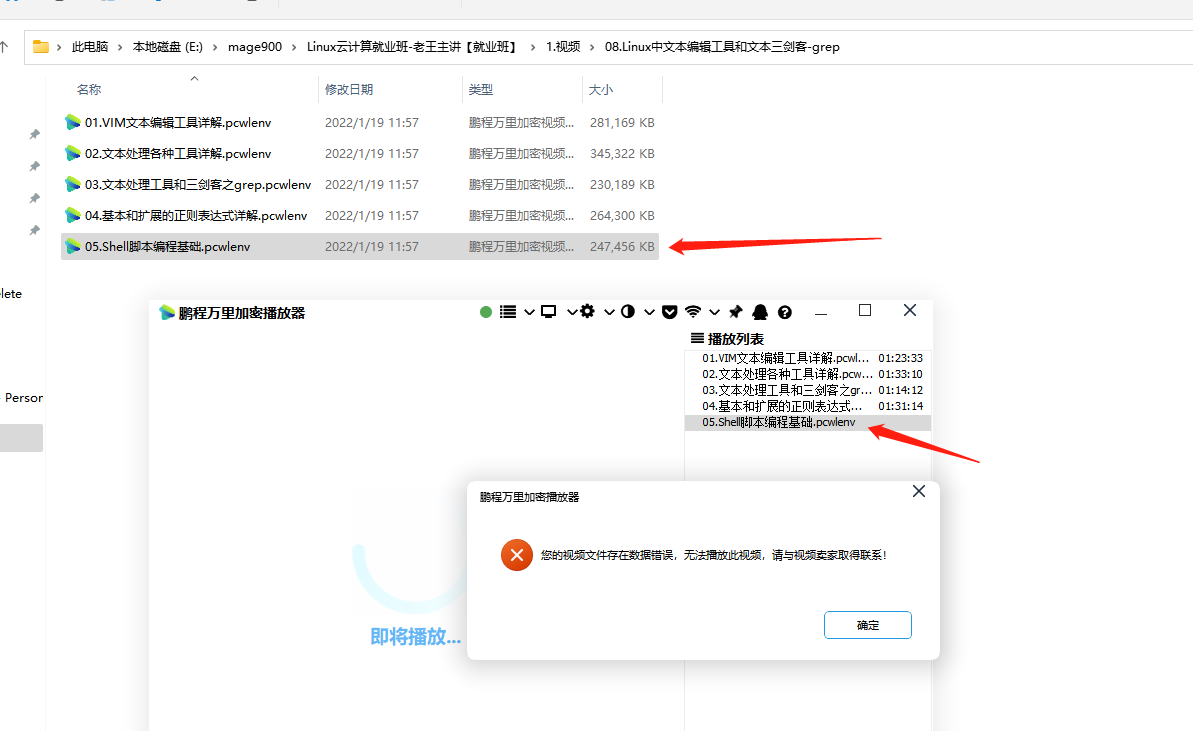 此电脑 > 本地磁盘 (E:) > mage900 > Linux云计算就业班-老王主讲【就业班】 > 1.视频 > 08.Linux中文本编辑工具和文本三剑客-grep
名称 修改日期 类型 大小
01.VIM文本编辑工具详解.pcwlenv 2022/1/19 11:57 鹏程万里加密视频... 281,169 KB
02.文本处理各种工具详解.pcwlenv 2022/1/19 11:57 鹏程万里加密视频... 345,322 KB
03.文本处理工具和三剑客之grep.pcwlenv 2022/1/19 11:57 鹏程万里加密视频... 230,189 KB
04.基本和扩展的正则表达式详解.pcwlenv 2022/1/19 11:57 鹏程万里加密视频... 264,300 KB
05.Shell脚本编程基础.pcwlenv 2022/1/19 11:57 鹏程万里加密视频... 247,456 KB
lete
Person
鹏程万里加密播放器
播放列表
01.VIM文本编辑工具详解.pcwl... 01:23:33
02.文本处理各种工具详解.pcw... 01:33:10
03.文本处理工具和三剑客之gr... 01:14:12
04.基本和扩展的正则表达式... 01:31:14
05.Shell脚本编程基础.pcwlenv
鹏程万里加密播放器
您的视频文件存在数据错误，无法播放此视频，请与视频卖家取得联系！
确定
即将播放...